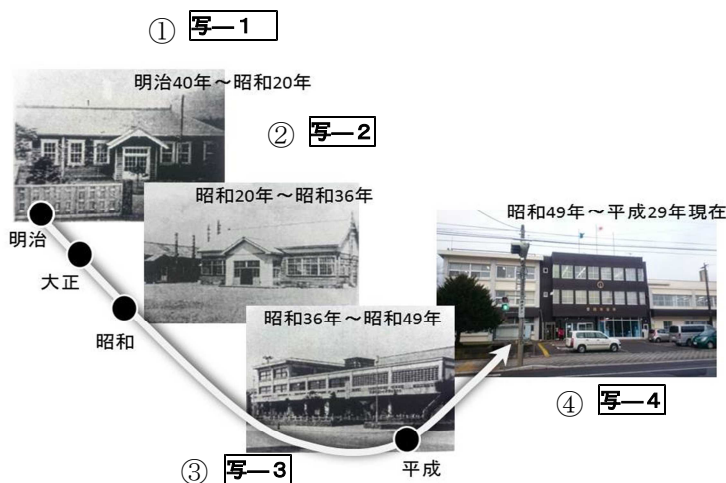 ① 写―1
明治40年～昭和20年
② 写―2
昭和20年～昭和36年
昭和49年～平成29年現在
明治
大正
昭和
昭和36年～昭和49年
④ 写―4
平成
③ 写―3